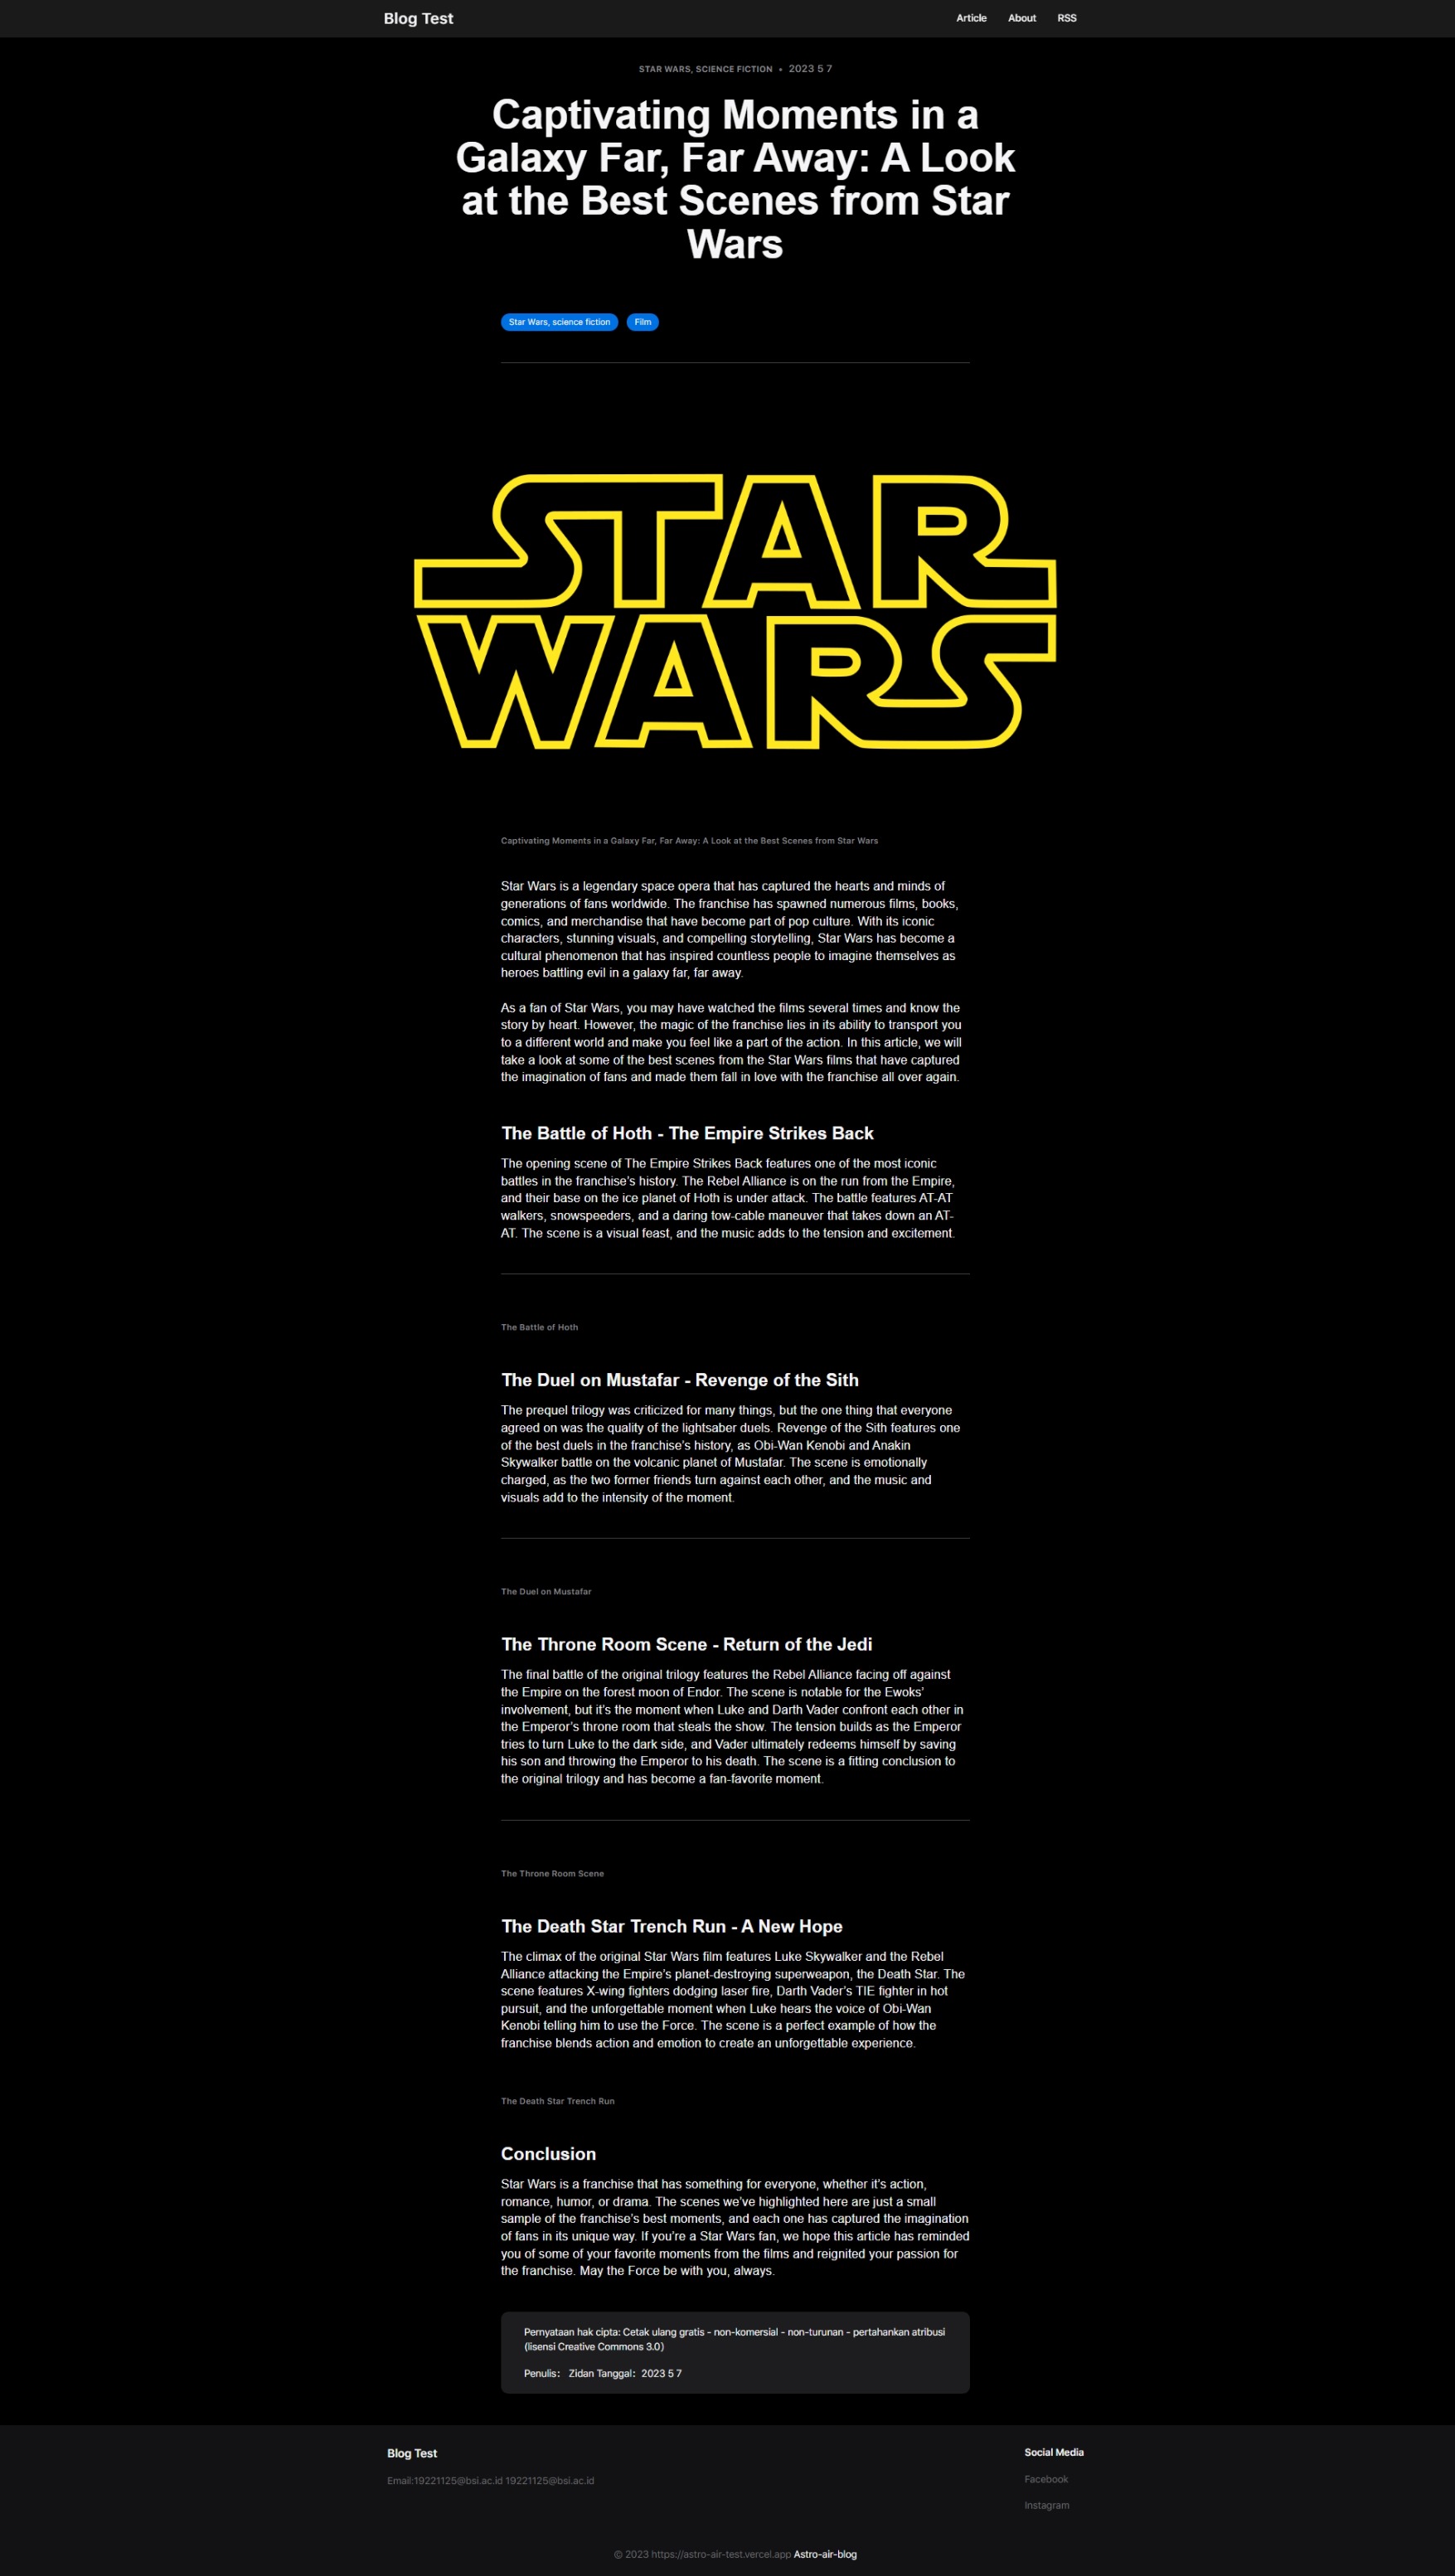 Blog Test
Article About RSS
STAR WARS, SCIENCE FICTION • 2023 5 7
Captivating Moments in a
Galaxy Far, Far Away: A Look
at the Best Scenes from Star
Wars
Star Wars, science fiction Film
STAR
WARS
Captivating Moments in a Galaxy Far, Far Away: A Look at the Best Scenes from Star Wars
Star Wars is a legendary space opera that has captured the hearts and minds of
generations of fans worldwide. The franchise has spawned numerous films, books,
comics, and merchandise that have become part of pop culture. With its iconic
characters, stunning visuals, and compelling storytelling, Star Wars has become a
cultural phenomenon that has inspired countless people to imagine themselves as
heroes battling evil in a galaxy far, far away.
As a fan of Star Wars, you may have watched the films several times and know the
story by heart. However, the magic of the franchise lies in its ability to transport you
to a different world and make you feel like a part of the action. In this article, we will
take a look at some of the best scenes from the Star Wars films that have captured
the imagination of fans and made them fall in love with the franchise all over again.
The Battle of Hoth - The Empire Strikes Back
The opening scene of The Empire Strikes Back features one of the most iconic
battles in the franchise’s history. The Rebel Alliance is on the run from the Empire,
and their base on the ice planet of Hoth is under attack. The battle features AT-AT
walkers, snowspeeders, and a daring tow-cable maneuver that takes down an AT-
AT. The scene is a visual feast, and the music adds to the tension and excitement.
The Battle of Hoth
The Duel on Mustafar - Revenge of the Sith
The prequel trilogy was criticized for many things, but the one thing that everyone
agreed on was the quality of the lightsaber duels. Revenge of the Sith features one
of the best duels in the franchise’s history, as Obi-Wan Kenobi and Anakin
Skywalker battle on the volcanic planet of Mustafar. The scene is emotionally
charged, as the two former friends turn against each other, and the music and
visuals add to the intensity of the moment.
The Duel on Mustafar
The Throne Room Scene - Return of the Jedi
The final battle of the original trilogy features the Rebel Alliance facing off against
the Empire on the forest moon of Endor. The scene is notable for the Ewoks’
involvement, but it’s the moment when Luke and Darth Vader confront each other in
the Emperor’s throne room that steals the show. The tension builds as the Emperor
tries to turn Luke to the dark side, and Vader ultimately redeems himself by saving
his son and throwing the Emperor to his death. The scene is a fitting conclusion to
the original trilogy and has become a fan-favorite moment.
The Throne Room Scene
The Death Star Trench Run - A New Hope
The climax of the original Star Wars film features Luke Skywalker and the Rebel
Alliance attacking the Empire’s planet-destroying superweapon, the Death Star. The
scene features X-wing fighters dodging laser fire, Darth Vader’s TIE fighter in hot
pursuit, and the unforgettable moment when Luke hears the voice of Obi-Wan
Kenobi telling him to use the Force. The scene is a perfect example of how the
franchise blends action and emotion to create an unforgettable experience.
The Death Star Trench Run
Conclusion
Star Wars is a franchise that has something for everyone, whether it’s action,
romance, humor, or drama. The scenes we’ve highlighted here are just a small
sample of the franchise’s best moments, and each one has captured the imagination
of fans in its unique way. If you’re a Star Wars fan, we hope this article has reminded
you of some of your favorite moments from the films and reignited your passion for
the franchise. May the Force be with you, always.
Pernyataan hak cipta: Cetak ulang gratis - non-komersial - non-turunan - pertahankan atribusi
(lisensi Creative Commons 3.0)
Penulis： Zidan Tanggal：2023 5 7
Blog Test
Email:19221125@bsi.ac.id 19221125@bsi.ac.id
Social Media
Facebook
Instagram
© 2023 https://astro-air-test.vercel.app Astro-air-blog